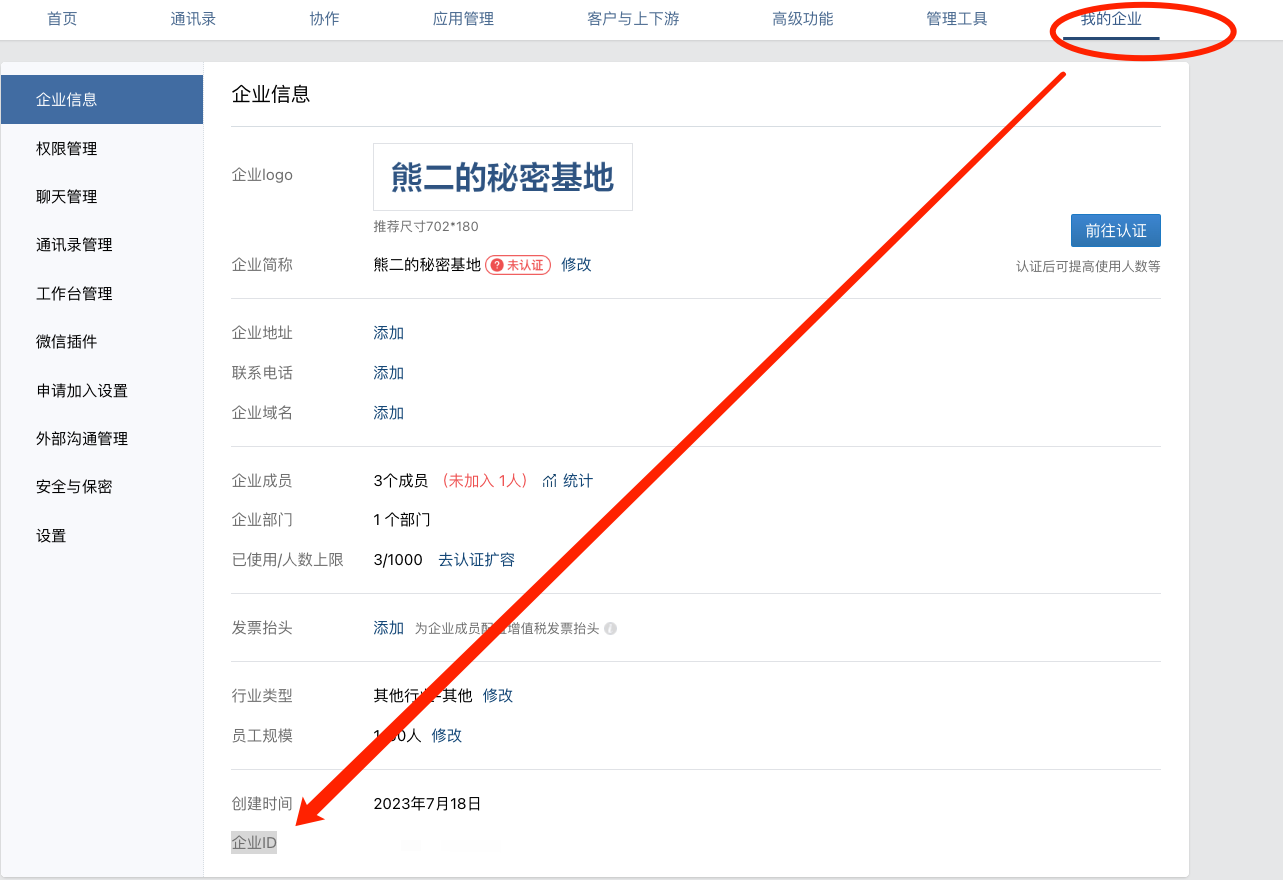 首页 通讯录 协作 应用管理 客户与上下游 高级功能 管理工具 我的企业
企业信息
权限管理
聊天管理
通讯录管理
工作台管理
微信插件
申请加入设置
外部沟通管理
安全与保密
设置
企业信息
企业logo 熊二的秘密基地
推荐尺寸702*180
前往认证
企业简称 熊二的秘密基地 未认证 修改
认证后可提高使用人数等
企业地址 添加
联系电话 添加
企业域名 添加
企业成员 3个成员 （未加入 1人） 统计
企业部门 1 个部门
已使用/人数上限 3/1000 去认证扩容
发票抬头 添加 为企业成员配置增值税发票抬头
行业类型 其他行业-其他 修改
员工规模 人 修改
创建时间 2023年7月18日
企业ID